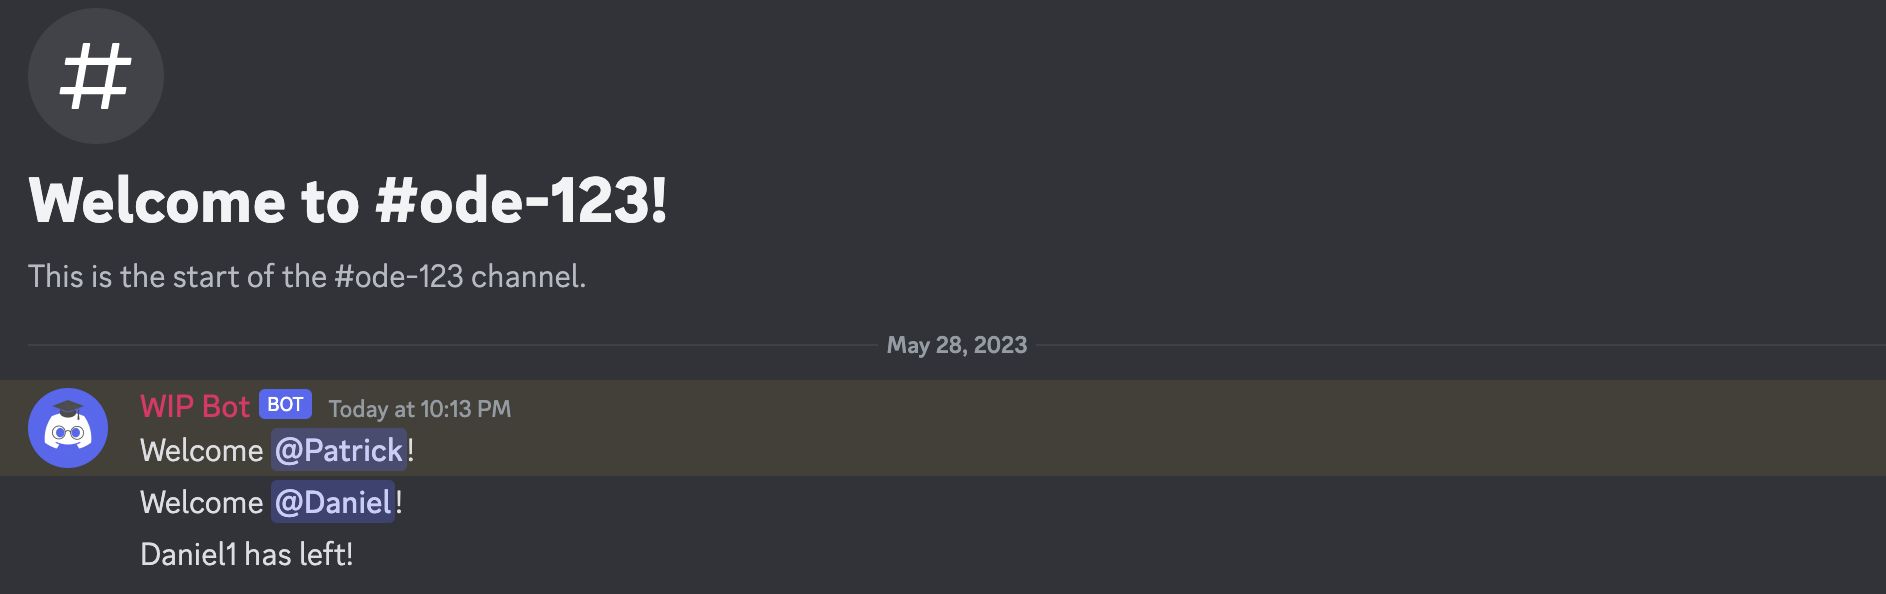 #
Welcome to #ode-123!
This is the start of the #ode-123 channel.
May 28, 2023
WIP Bot BOT Today at 10:13 PM
Welcome @Patrick!
Welcome @Daniel!
Daniel1 has left!